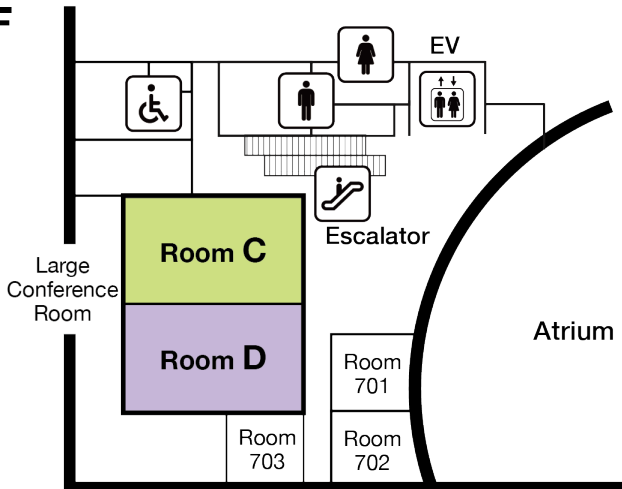 F
EV
Escalator
Room C
Large
Conference
Room
Room D
Atrium
Room
701
Room
703
Room
702